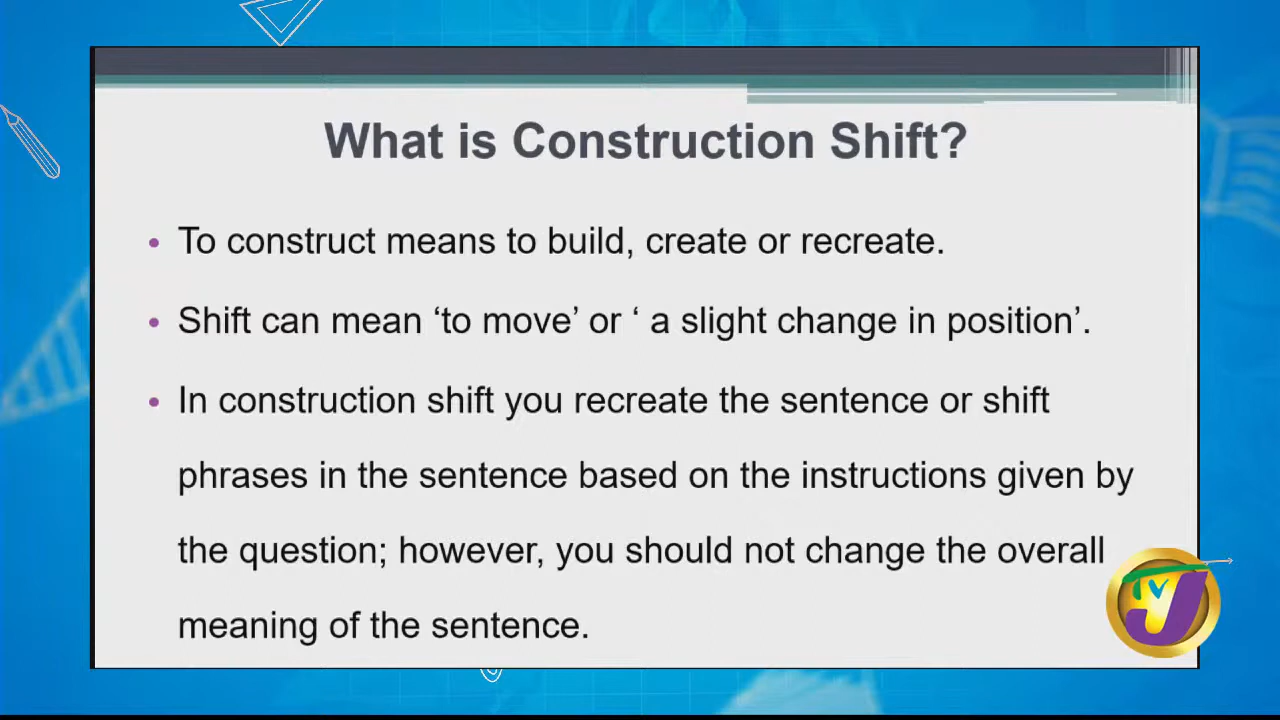 What is Construction Shift?
• To construct means to build, create or recreate.
• Shift can mean ‘to move’ or ‘ a slight change in position’.
• In construction shift you recreate the sentence or shift
phrases in the sentence based on the instructions given by
the question; however, you should not change the overall
meaning of the sentence.
TVJ